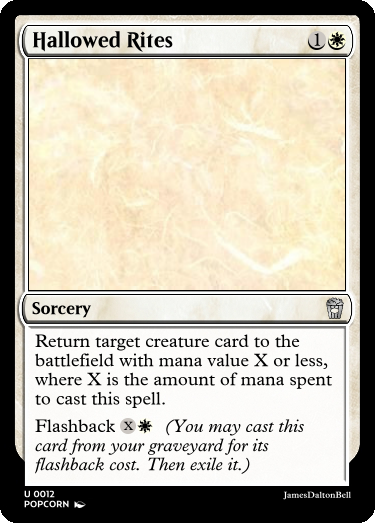 Hallowed Rites 1
Sorcery
Return target creature card to the
battlefield with mana value X or less,
where X is the amount of mana spent
to cast this spell.
Flashback X (You may cast this
card from your graveyard for its
flashback cost. Then exile it.)
U 0012
POPCORN JamesDaltonBell